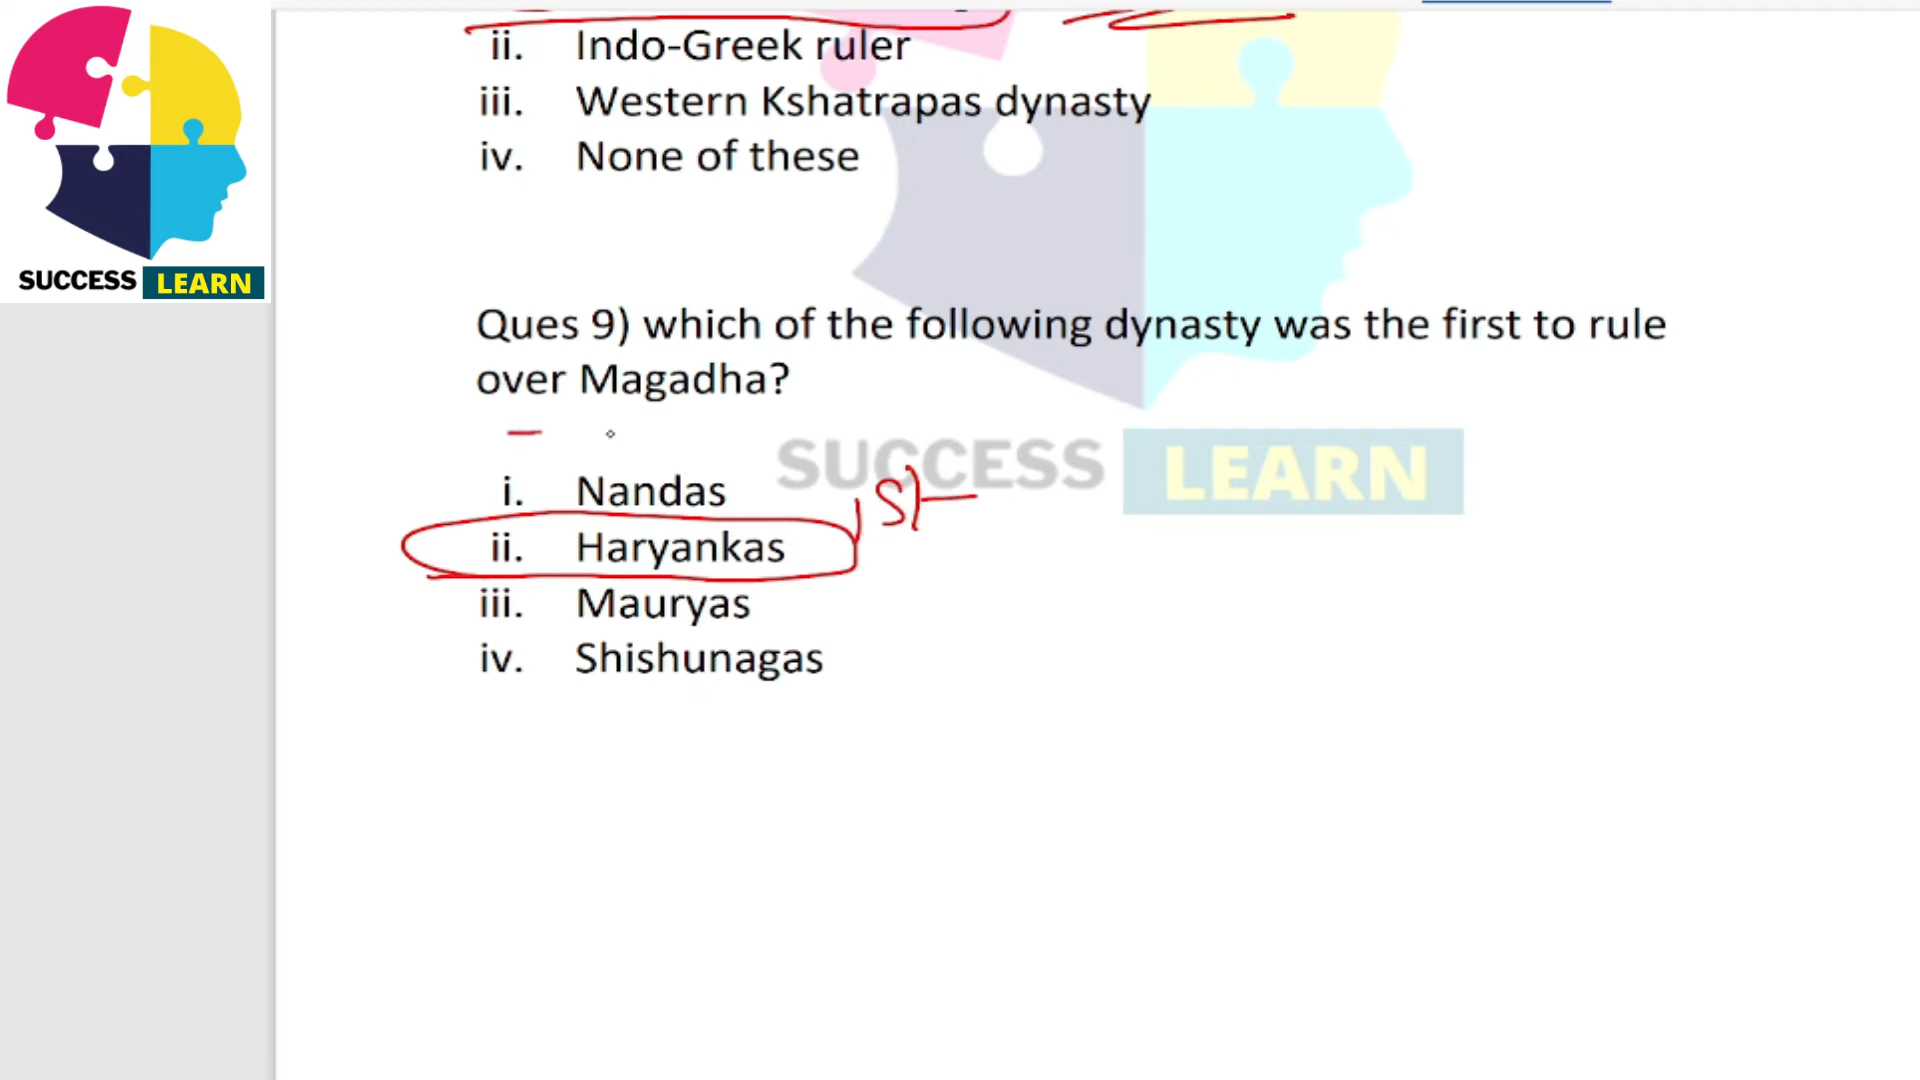 SUCCESS LEARN
ii. Indo-Greek ruler
iii. Western Kshatrapas dynasty
iv. None of these
Ques 9) which of the following dynasty was the first to rule
over Magadha?
SUCCESS LEARN
i. Nandas
ii. Haryankas
iii. Mauryas
iv. Shishunagas